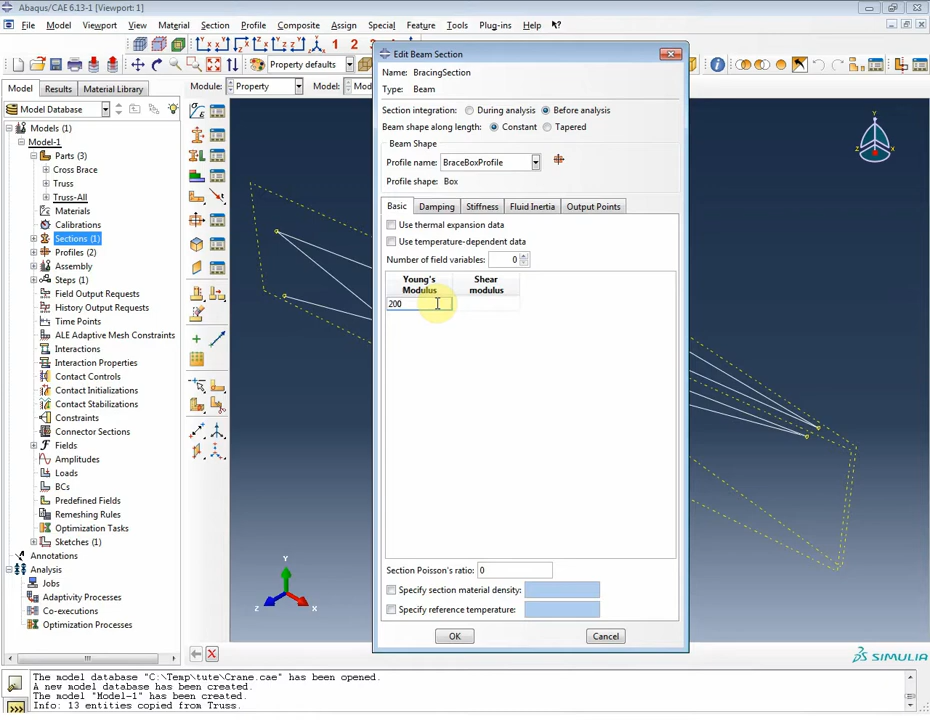 Abaqus/CAE 6.13-1 [Viewport: 1]
File Model Viewport View Material Section Profile Composite Assign Special Feature Tools Plug-ins Help
1 2
Property defaults
Model Results Material Library
Module: Property Model:
Model Database
Models (1)
Model-1
Parts (3)
Cross Brace
Truss
Truss-All
Materials
Calibrations
Sections (1)
Profiles (2)
Assembly
Steps (1)
Field Output Requests
History Output Requests
Time Points
ALE Adaptive Mesh Constraints
Interactions
Interaction Properties
Contact Controls
Contact Initializations
Contact Stabilizations
Constraints
Connector Sections
Fields
Amplitudes
Loads
BCs
Predefined Fields
Remeshing Rules
Optimization Tasks
Sketches (1)
Annotations
Analysis
Jobs
Adaptivity Processes
Co-executions
Optimization Processes
Edit Beam Section
Name: BracingSection
Type: Beam
Section integration: During analysis Before analysis
Beam shape along length: Constant Tapered
Beam Shape
Profile name: BraceBoxProfile
Profile shape: Box
Basic Damping Stiffness Fluid Inertia Output Points
Use thermal expansion data
Use temperature-dependent data
Number of field variables: 0
Young's Modulus Shear modulus
200
Section Poisson's ratio: 0
Specify section material density:
Specify reference temperature:
OK Cancel
Y
Z X
SIMULIA
The model database "C:\Temp\tute\Crane.cae" has been opened.
A new model database has been created.
The model "Model-1" has been created.
Info: 13 entities copied from Truss.
>>>